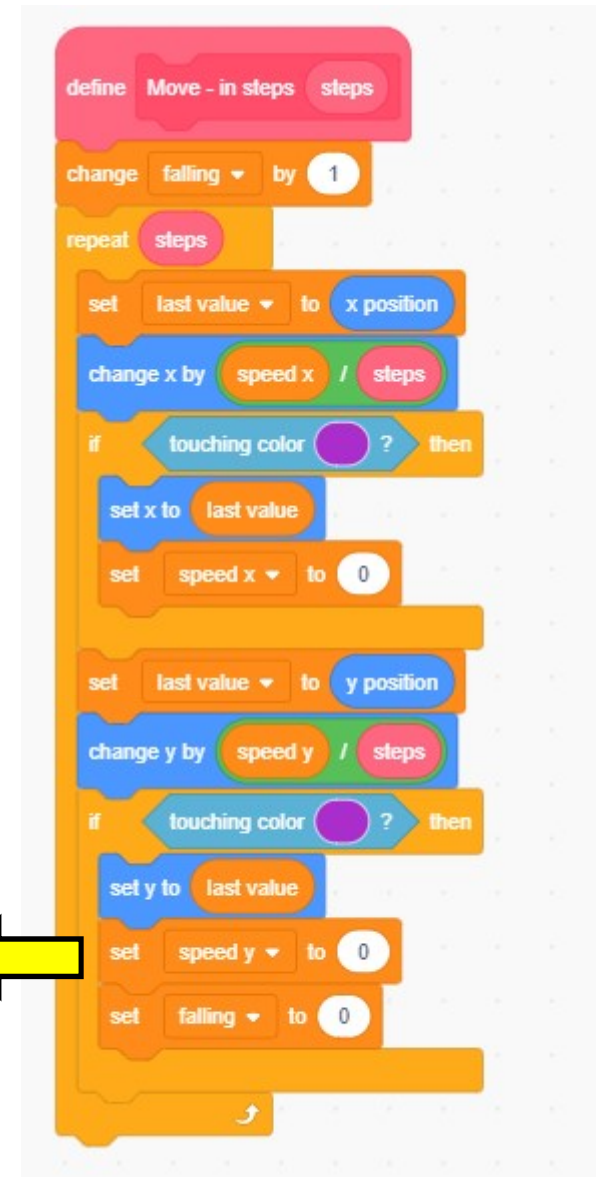 define Move - in steps steps
change falling by 1
repeat steps
set last value to x position
change x by speed x / steps
if touching color ? then
set x to last value
set speed x to 0
set last value to y position
change y by speed y / steps
if touching color ? then
set y to last value
set speed y to 0
set falling to 0